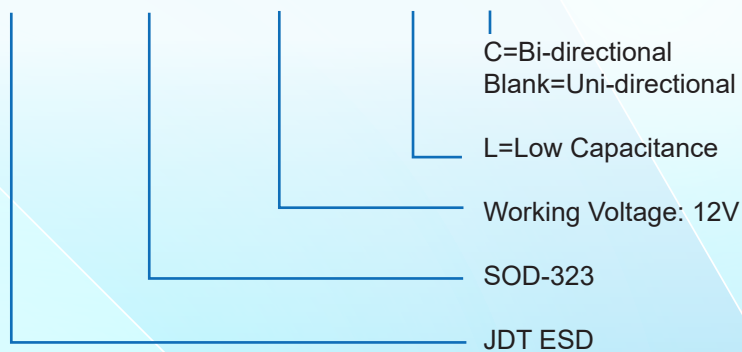 C=Bi-directional
Blank=Uni-directional
L=Low Capacitance
Working Voltage: 12V
SOD-323
JDT ESD